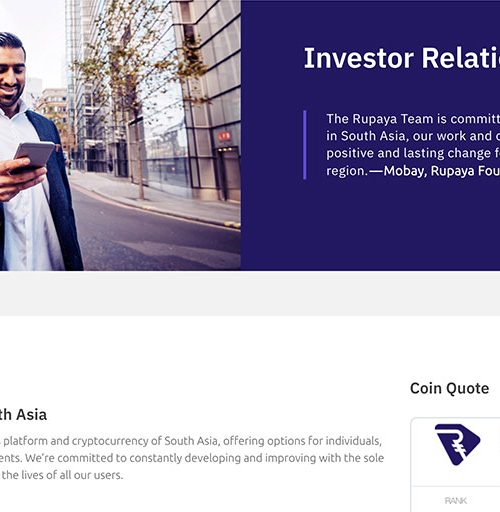 Investor Relati
The Rupaya Team is committ
in South Asia, our work and
positive and lasting change
region.—Mobay, Rupaya Fou
Coin Quote
th Asia
platform and cryptocurrency of South Asia, offering options for individuals,
ents. We're committed to constantly developing and improving with the sole
the lives of all our users.
RANK